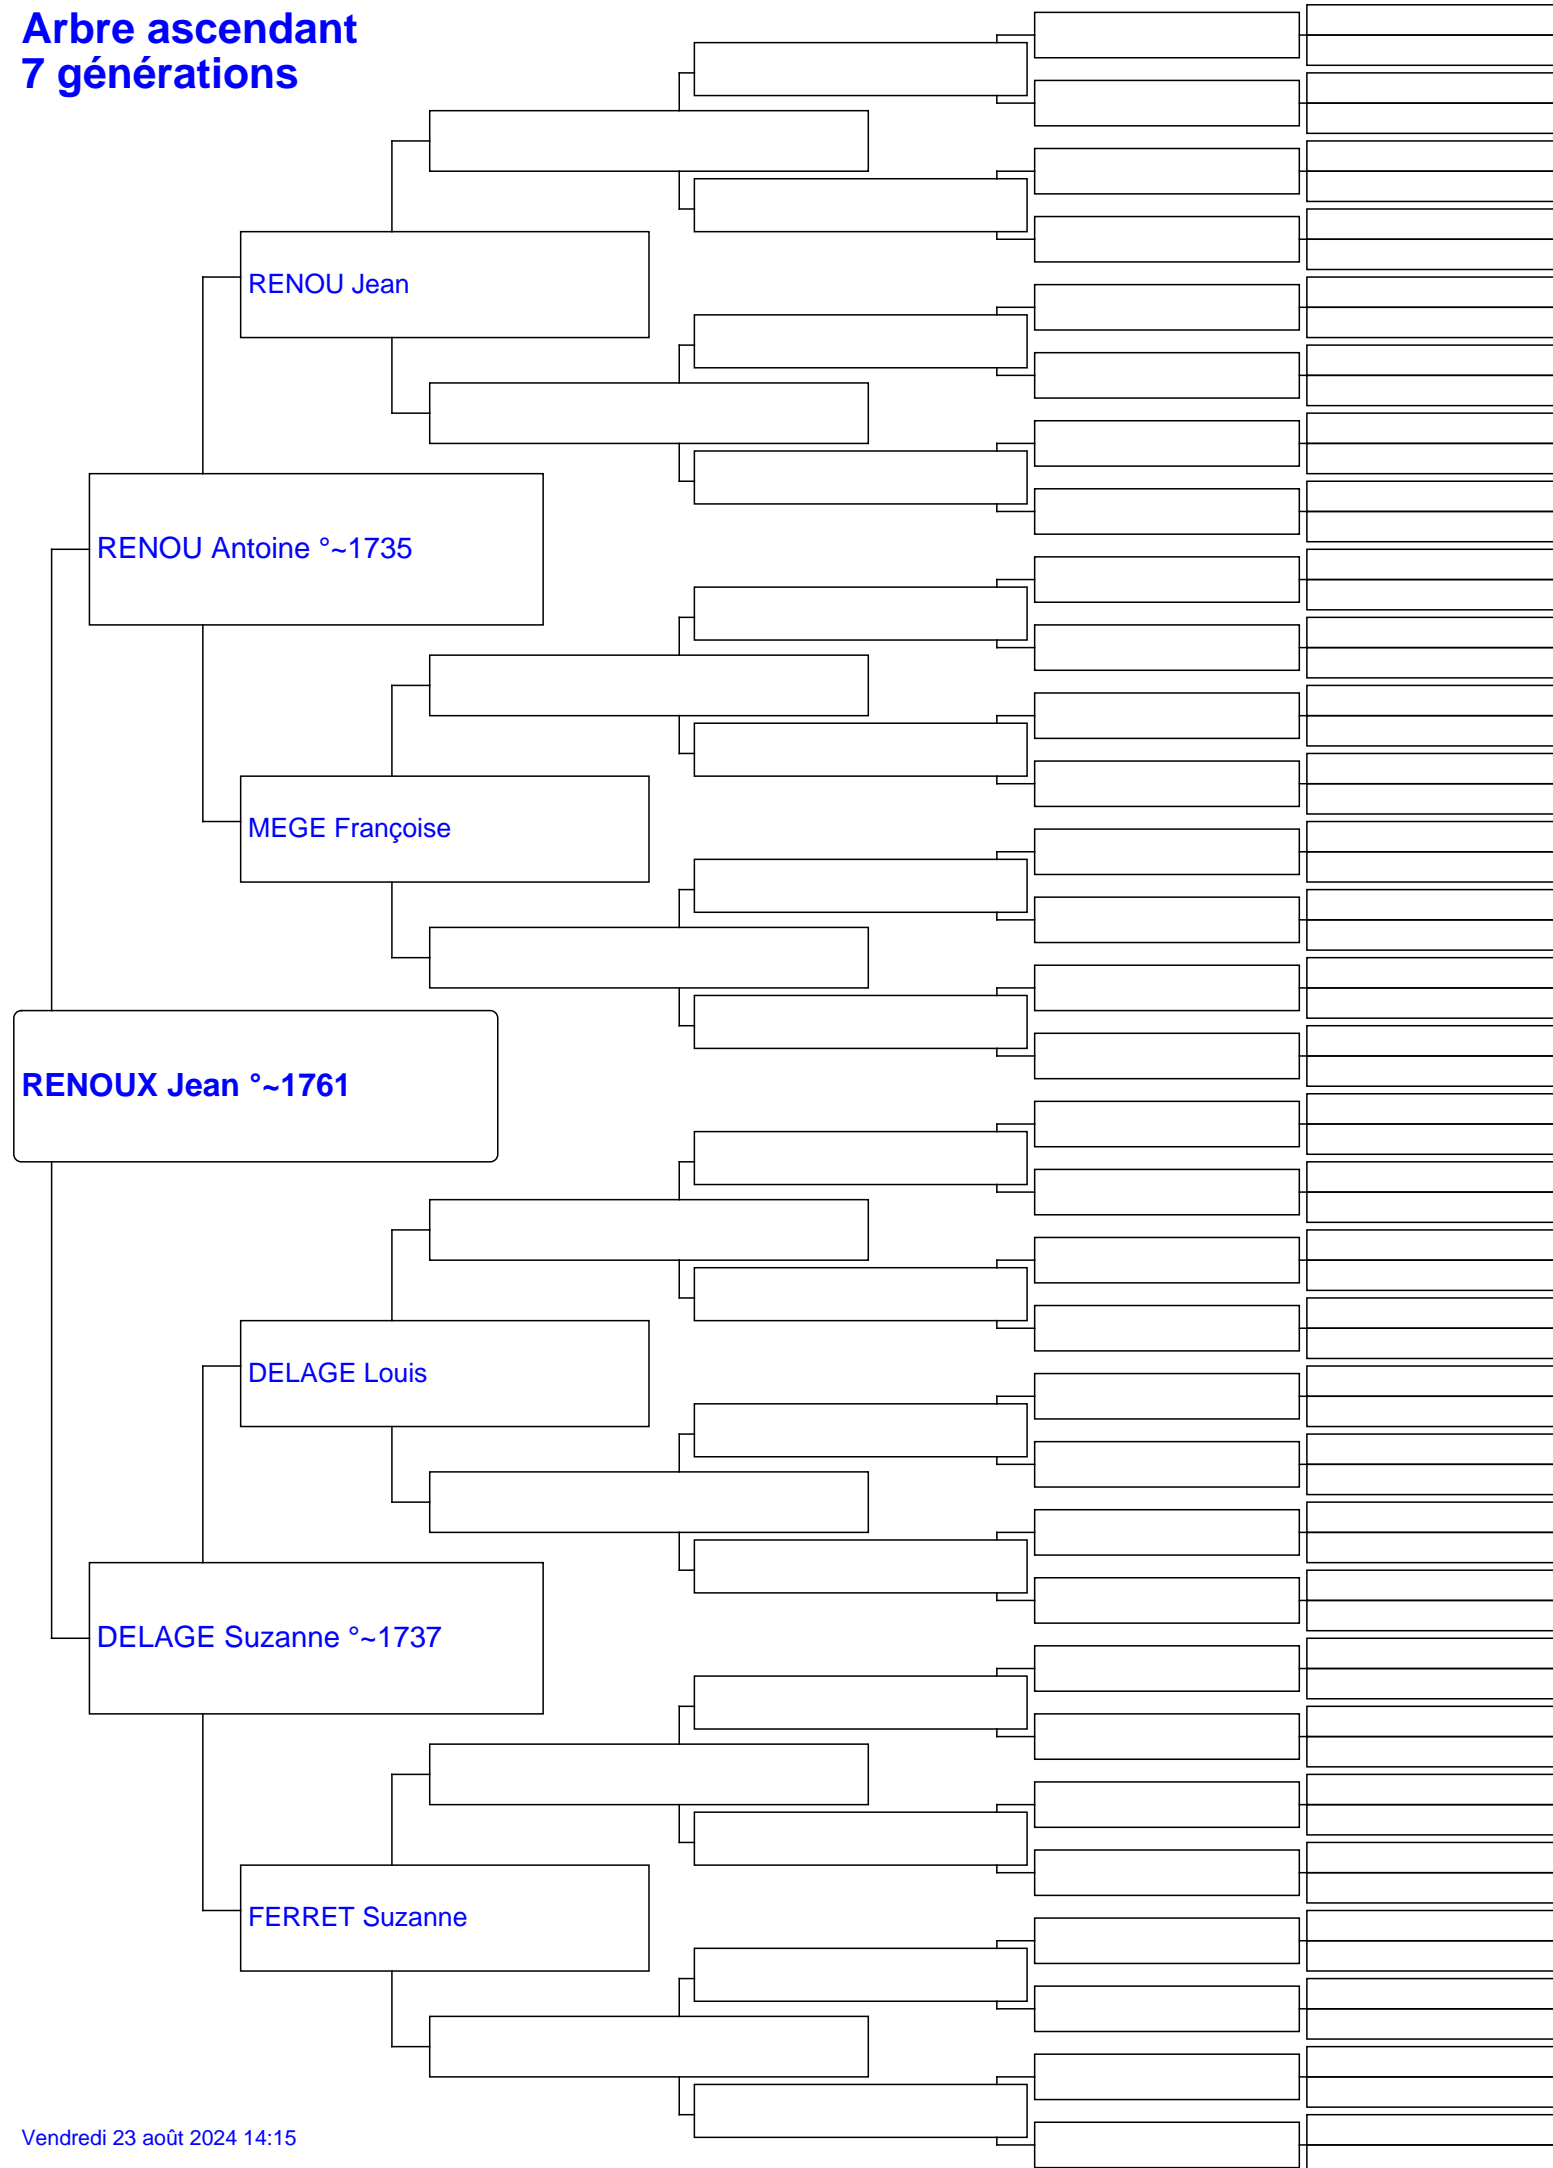 Arbre ascendant
7 générations
RENOU Jean
RENOU Antoine °~1735
MEGE Françoise
RENOUX Jean °~1761
DELAGE Louis
DELAGE Suzanne °~1737
FERRET Suzanne
Vendredi 23 août 2024 14:15